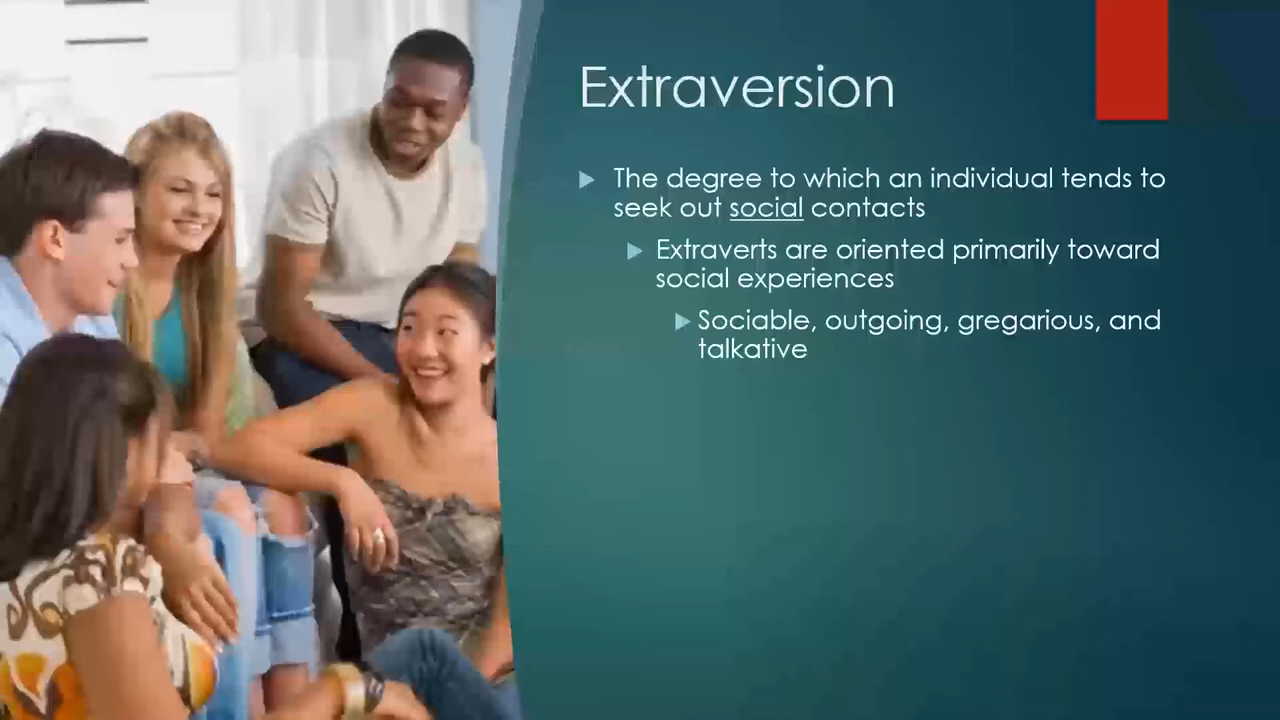 Extraversion
The degree to which an individual tends to
seek out social contacts
Extraverts are oriented primarily toward
social experiences
Sociable, outgoing, gregarious, and
talkative